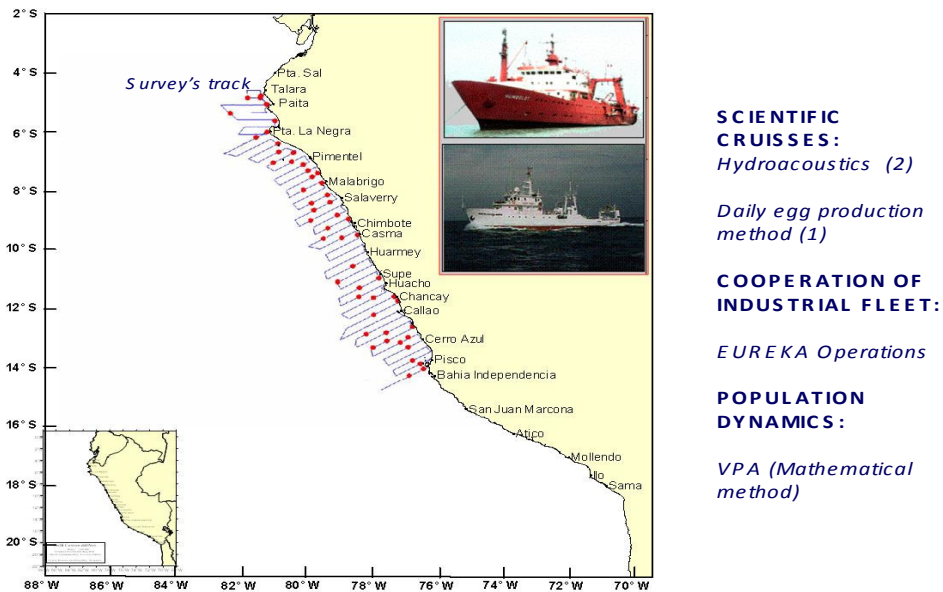 2° S
4° S
6° S
8° S
10° S
12° S
14° S
16° S
18° S
20° S
88° W
86° W
84° W
82° W
80° W
78° W
76° W
74° W
72° W
70° W
Survey's track
Pta. Sal
Talara
Paita
Pta. La Negra
Pimentel
Malabrigo
Salaverry
Chimbote
Casma
Huarmey
Supe
Huacho
Chancay
Callao
Cerro Azul
Pisco
Bahia Independencia
San Juan Marcona
Atico
Mollendo
Ilo
Sama
HUMBOLDT
SCIENTIFIC
CRUISSES:
Hydroacoustics (2)
Daily egg production
method (1)
COOPERATION OF
INDUSTRIAL FLEET:
EUREKA Operations
POPULATION
DYNAMICS:
VPA (Mathematical
method)